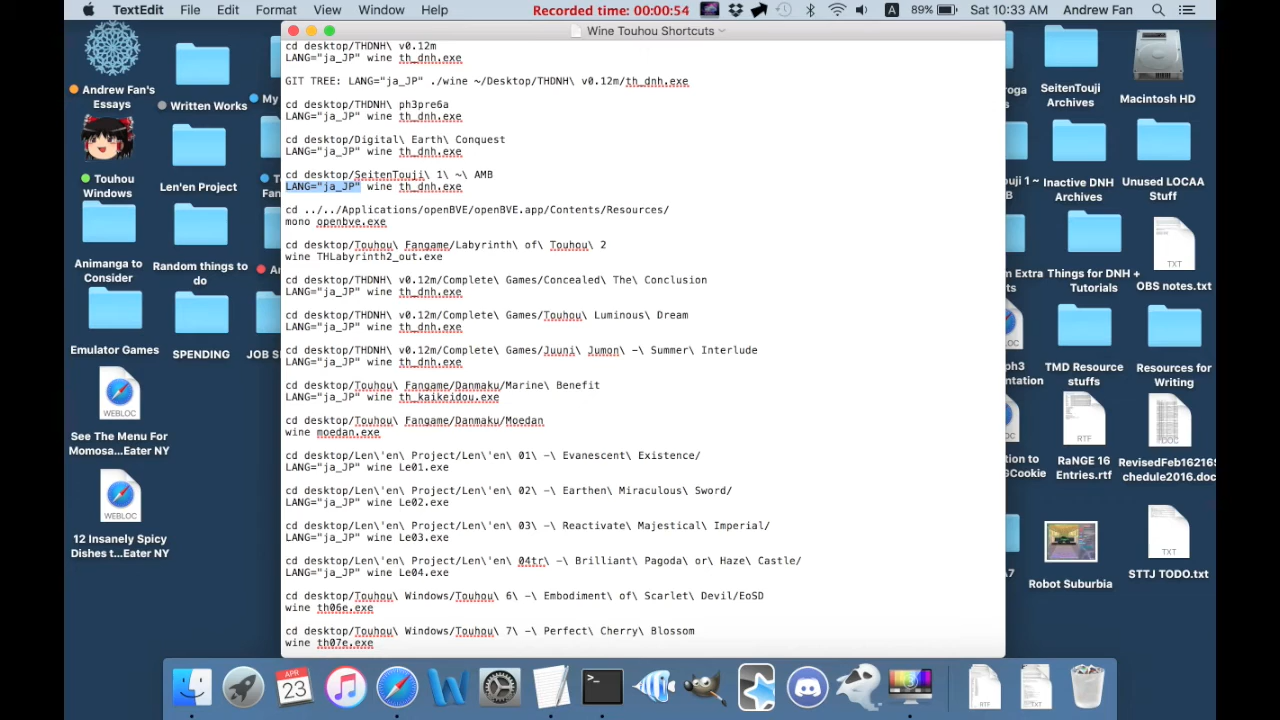 TextEdit File Edit Format View Window Help Recorded time: 00:00:54 89% Sat 10:33 AM Andrew Fan
Wine Touhou Shortcuts
cd desktop/THDNH\ v0.12m
LANG="ja_JP" wine th_dnh.exe
GIT TREE: LANG="ja_JP" ./wine ~/Desktop/THDNH\ v0.12m/th_dnh.exe
cd desktop/THDNH\ ph3pre6a
LANG="ja_JP" wine th_dnh.exe
cd desktop/Digital\ Earth\ Conquest
LANG="ja_JP" wine th_dnh.exe
cd desktop/SeitenTouji\ 1\ ~\ AMB
LANG="ja_JP" wine th_dnh.exe
cd ../../Applications/openBVE/openBVE.app/Contents/Resources/
mono openbve.exe
cd desktop/Touhou\ Fangame/Labyrinth\ of\ Touhou\ 2
wine THLabyrinth2_out.exe
cd desktop/THDNH\ v0.12m/Complete\ Games/Concealed\ The\ Conclusion
LANG="ja_JP" wine th_dnh.exe
cd desktop/THDNH\ v0.12m/Complete\ Games/Touhou\ Luminous\ Dream
LANG="ja_JP" wine th_dnh.exe
cd desktop/THDNH\ v0.12m/Complete\ Games/Juuni\ Jumon\ -\ Summer\ Interlude
LANG="ja_JP" wine th_dnh.exe
cd desktop/Touhou\ Fangame/Danmaku/Marine\ Benefit
LANG="ja_JP" wine th_kaikeidou.exe
cd desktop/Touhou\ Fangame/Danmaku/Moedan
wine moedan.exe
cd desktop/Len\'en\ Project/Len\'en\ 01\ -\ Evanescent\ Existence/
LANG="ja_JP" wine Le01.exe
cd desktop/Len\'en\ Project/Len\'en\ 02\ -\ Earthen\ Miraculous\ Sword/
LANG="ja_JP" wine Le02.exe
cd desktop/Len\'en\ Project/Len\'en\ 03\ -\ Reactivate\ Majestical\ Imperial/
LANG="ja_JP" wine Le03.exe
cd desktop/Len\'en\ Project/Len\'en\ 04tr\ -\ Brilliant\ Pagoda\ or\ Haze\ Castle/
LANG="ja_JP" wine Le04.exe
cd desktop/Touhou\ Windows/Touhou\ 6\ -\ Embodiment\ of\ Scarlet\ Devil/EoSD
wine th06e.exe
cd desktop/Touhou\ Windows/Touhou\ 7\ -\ Perfect\ Cherry\ Blossom
wine th07e.exe
Andrew Fan's
Essays
Written Works
My
Touhou
Windows
Len'en Project
Animanga to
Consider
Random things to
do
Emulator Games
SPENDING
JOB S
WEBLOC
See The Menu For
Momosa...Eater NY
WEBLOC
12 Insanely Spicy
Dishes t...Eater NY
SeitenTouji
Archives
Macintosh HD
Inactive DNH
Archives
Unused LOCAA
Stuff
Things for DNH +
Tutorials
TXT
OBS notes.txt
TMD Resource
stuffs
Resources for
Writing
RTF
RaNGE 16
Entries.rtf
Robot Suburbia
TXT
STTJ TODO.txt
APR
23
RTF
TXT